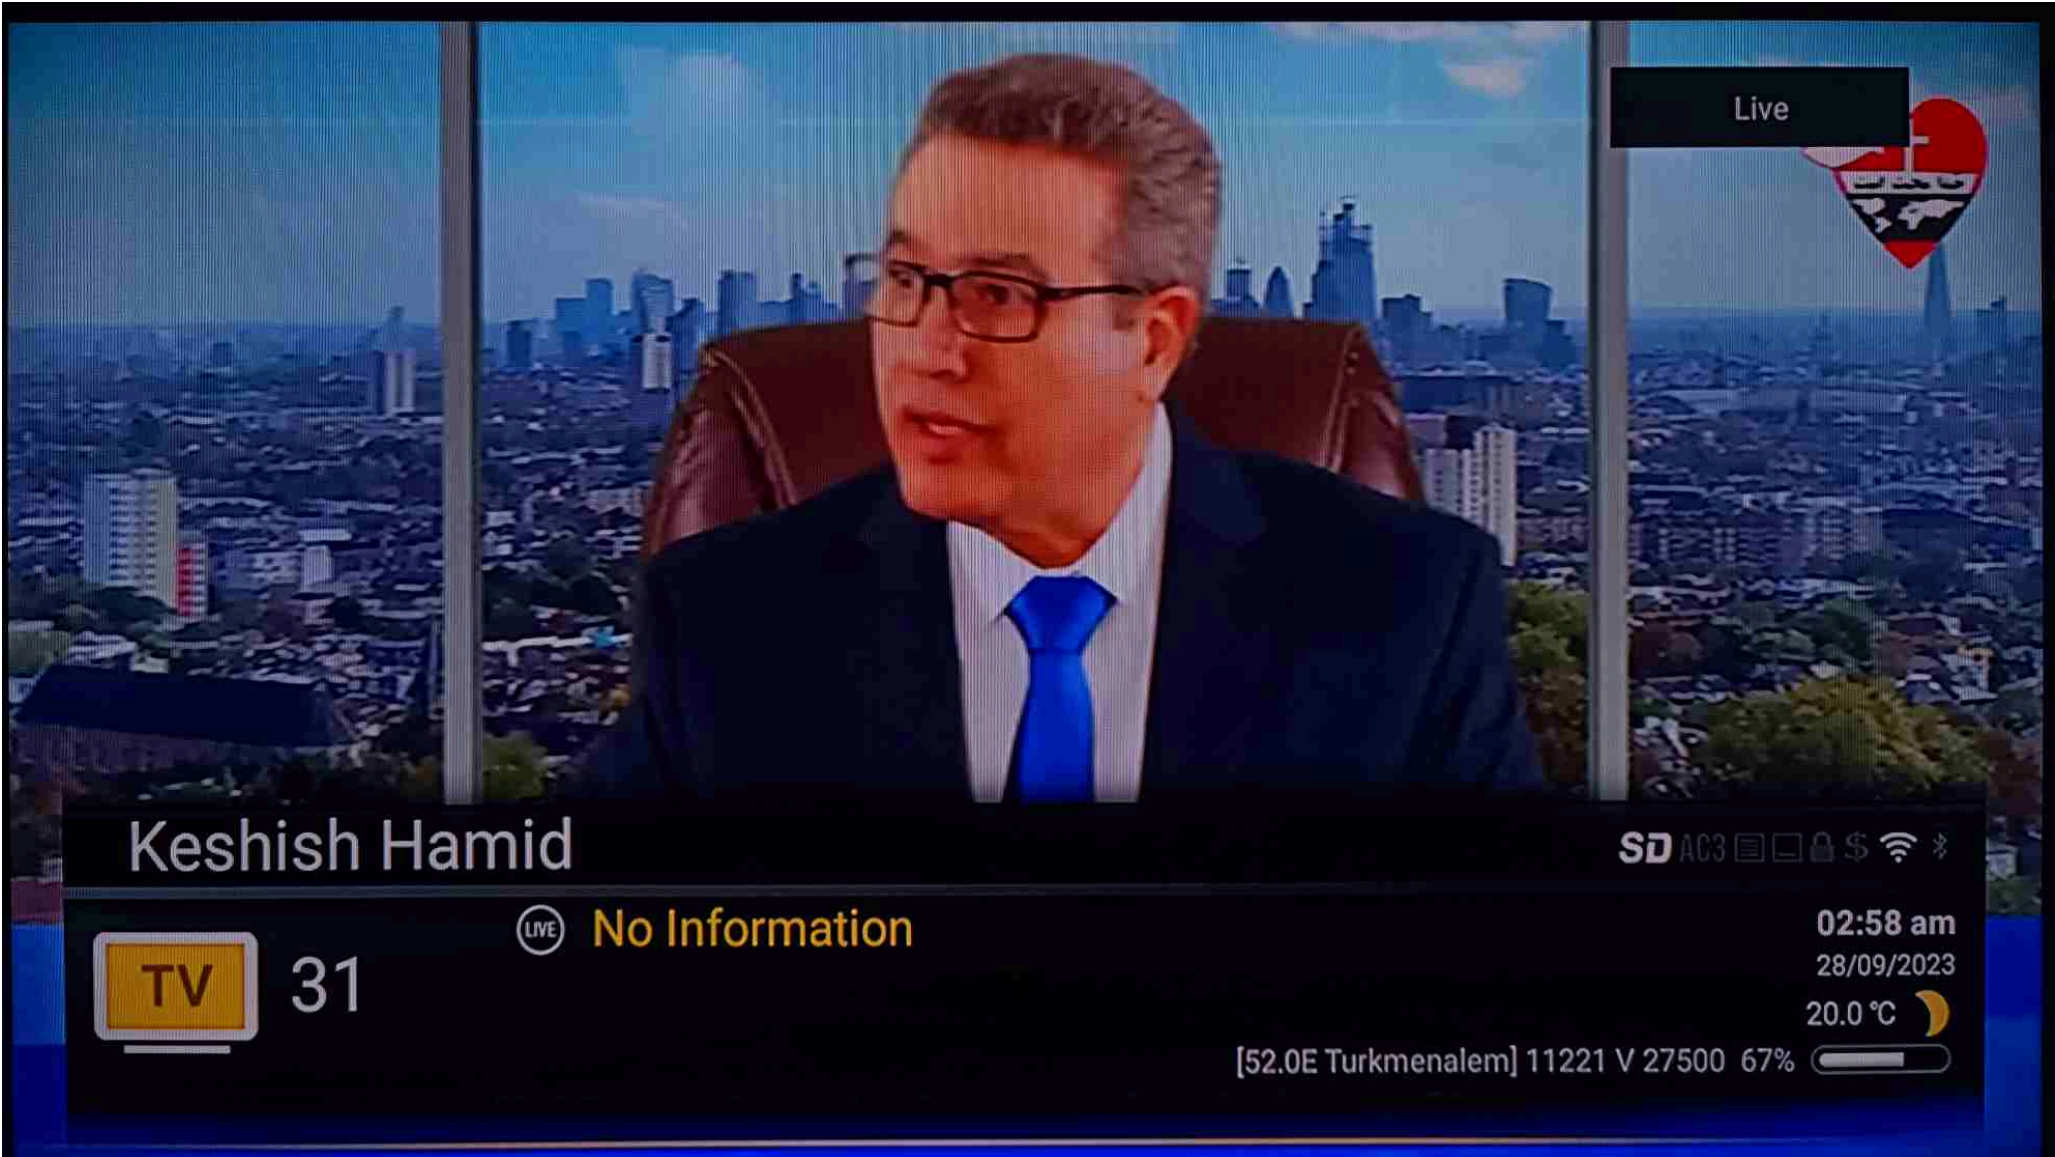 Live
Keshish Hamid
SD AC3 $
LIVE No Information
TV 31
02:58 am
28/09/2023
20.0 °C
[52.0E Turkmenalem] 11221 V 27500 67%